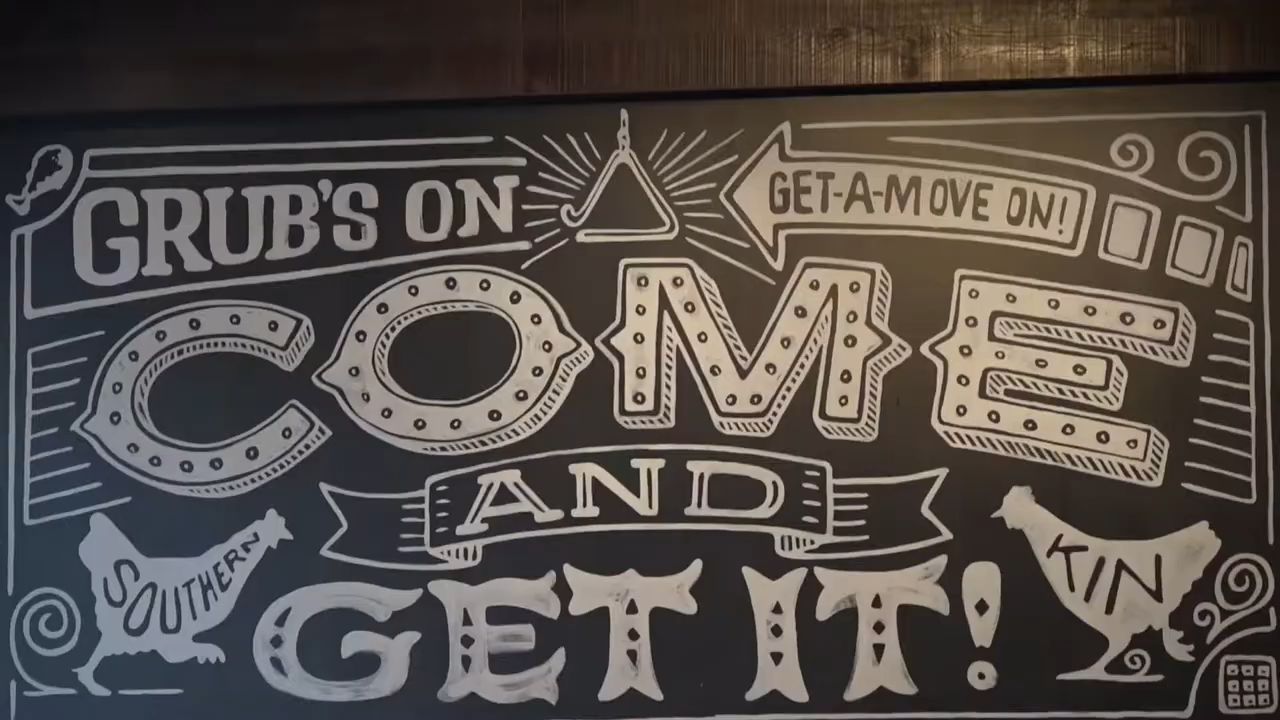 GRUB'S ON
GET-A-MOVE ON!
COME
AND
SOUTHERN
KIN
GET IT!